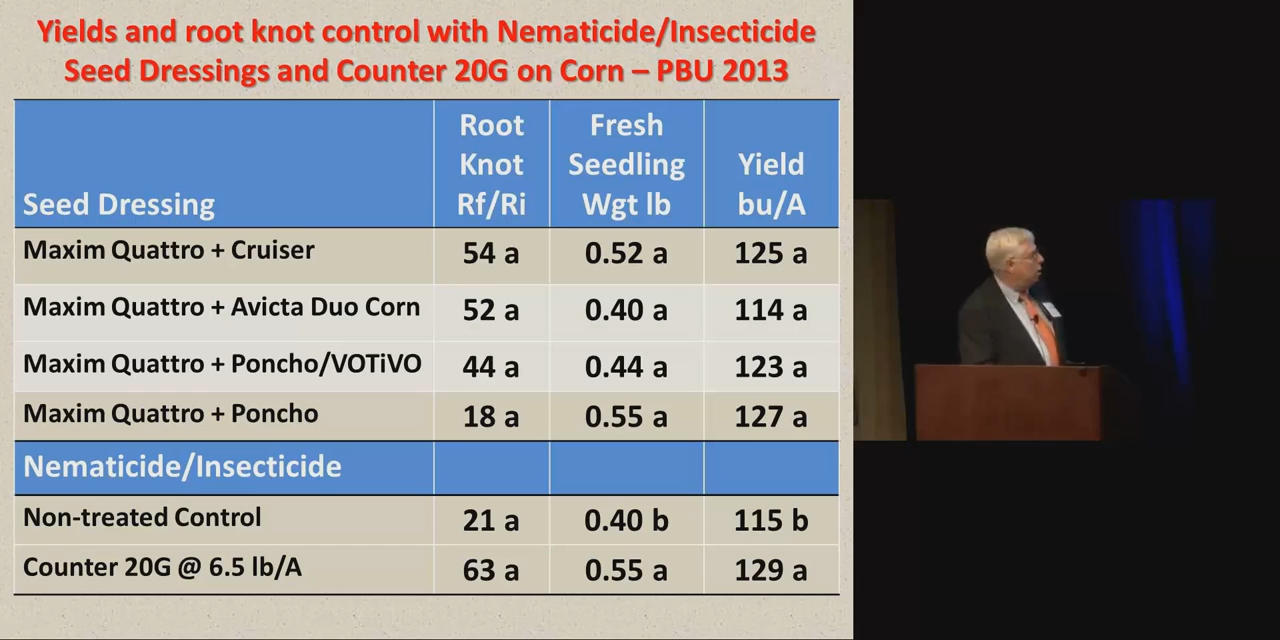 Yields and root knot control with Nematicide/Insecticide
Seed Dressings and Counter 20G on Corn – PBU 2013
Seed Dressing
Root
Knot
Rf/Ri
Fresh
Seedling
Wgt lb
Yield
bu/A
Maxim Quattro + Cruiser 54 a 0.52 a 125 a
Maxim Quattro + Avicta Duo Corn 52 a 0.40 a 114 a
Maxim Quattro + Poncho/VOTiVO 44 a 0.44 a 123 a
Maxim Quattro + Poncho 18 a 0.55 a 127 a
Nematicide/Insecticide
Non-treated Control 21 a 0.40 b 115 b
Counter 20G @ 6.5 lb/A 63 a 0.55 a 129 a